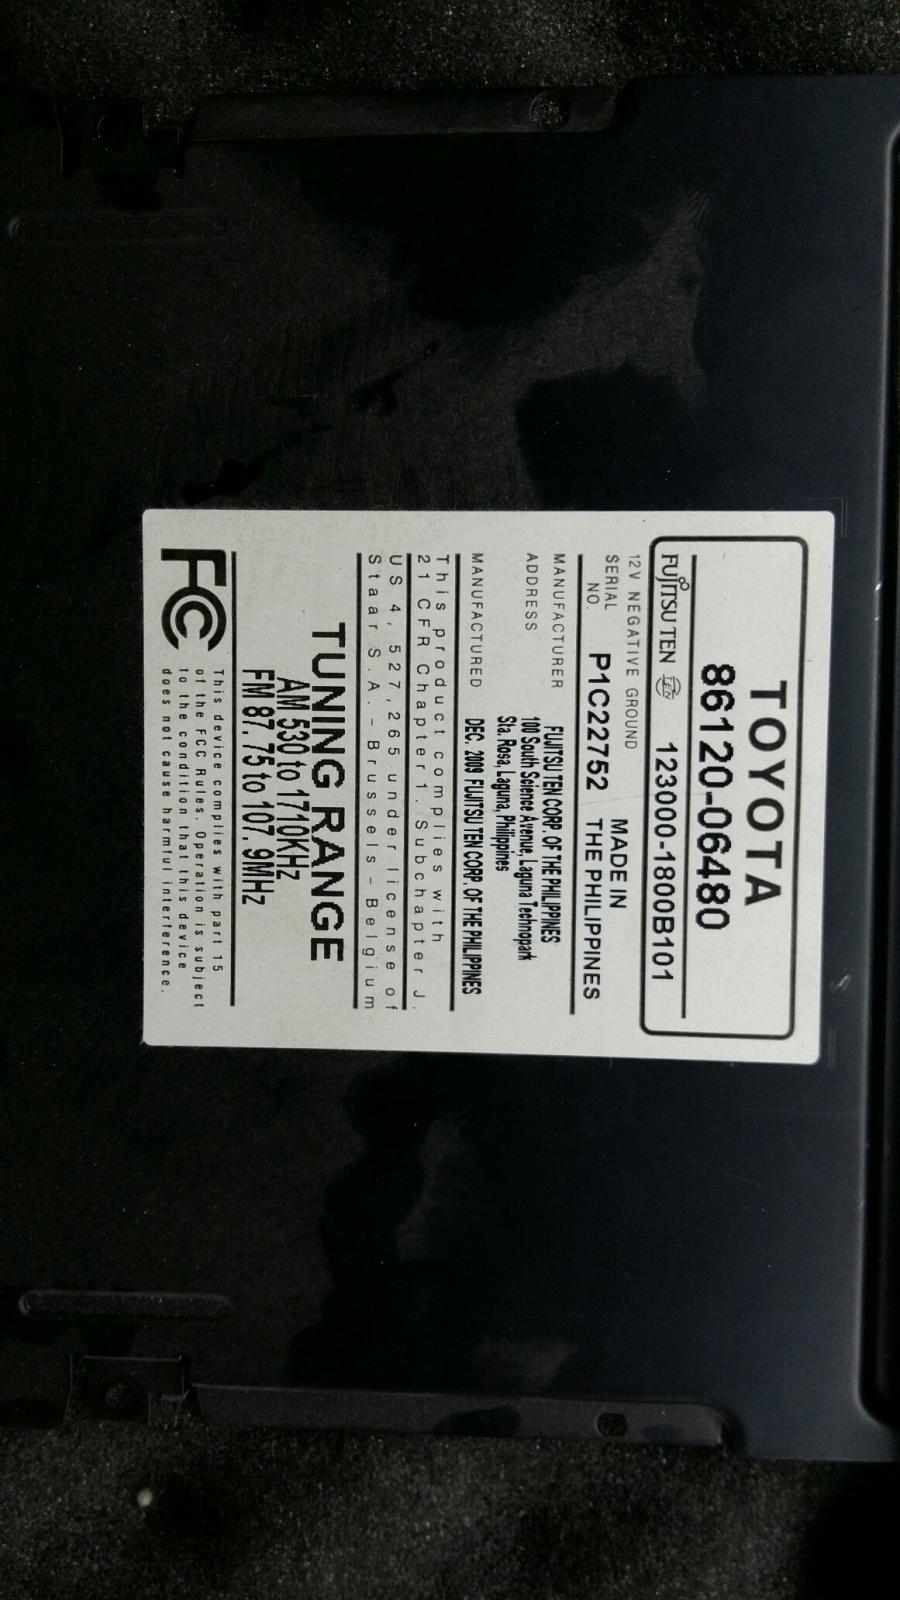 TOYOTA
86120-06480
FUJITSU TEN TEN 123000-1800B101
12V NEGATIVE GROUND
SERIAL NO. P1C22752 MADE IN THE PHILIPPINES
MANUFACTURER FUJITSU TEN CORP. OF THE PHILIPPINES
ADDRESS 100 South Science Avenue, Laguna Technopark
Sta. Rosa, Laguna, Philippines
MANUFACTURED DEC. 2009 FUJITSU TEN CORP. OF THE PHILIPPINES
This product complies with
21 CFR Chapter 1. Subchapter J.
US 4,527,265 under license of
Staar S.A. - Brussels - Belgium
TUNING RANGE
AM 530 to 1710KHz
FM 87.75 to 107.9MHz
FC This device complies with part 15
of the FCC Rules. Operation is subject
to the condition that this device
does not cause harmful interference.